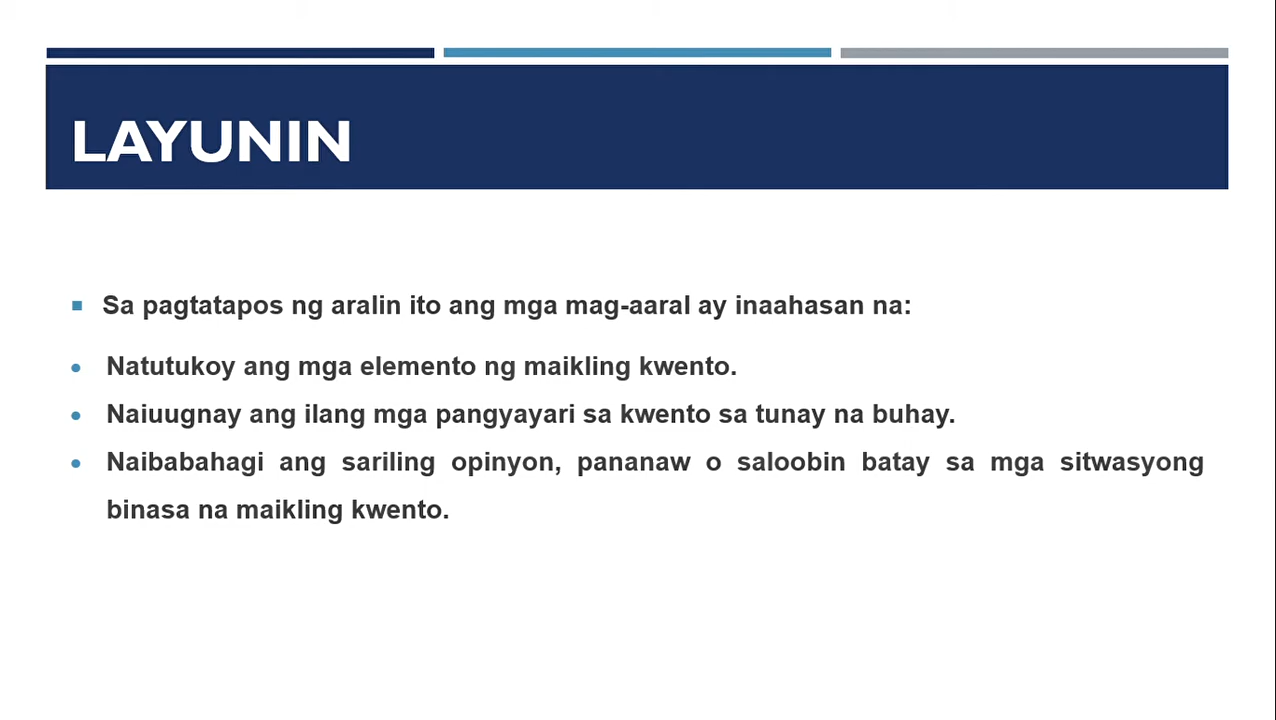 LAYUNIN
Sa pagtatapos ng aralin ito ang mga mag-aaral ay inaahasan na:
Natutukoy ang mga elemento ng maikling kwento.
Naiuugnay ang ilang mga pangyayari sa kwento sa tunay na buhay.
Naibabahagi ang sariling opinyon, pananaw o saloobin batay sa mga sitwasyong
binasa na maikling kwento.